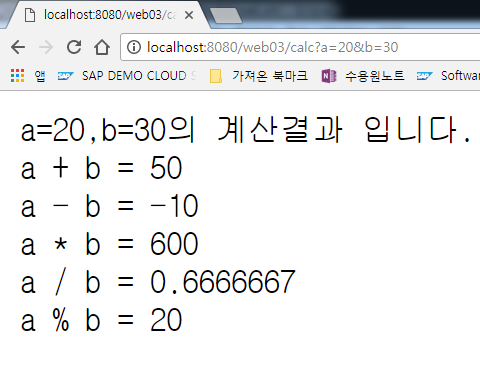 localhost:8080/web03/cal
localhost:8080/web03/calc?a=20&b=30
앱 SAP DEMO CLOUD S 가져온 북마크 수용원노트 Softwar
a=20,b=30의 계산결과 입니다.
a + b = 50
a - b = -10
a * b = 600
a / b = 0.6666667
a % b = 20